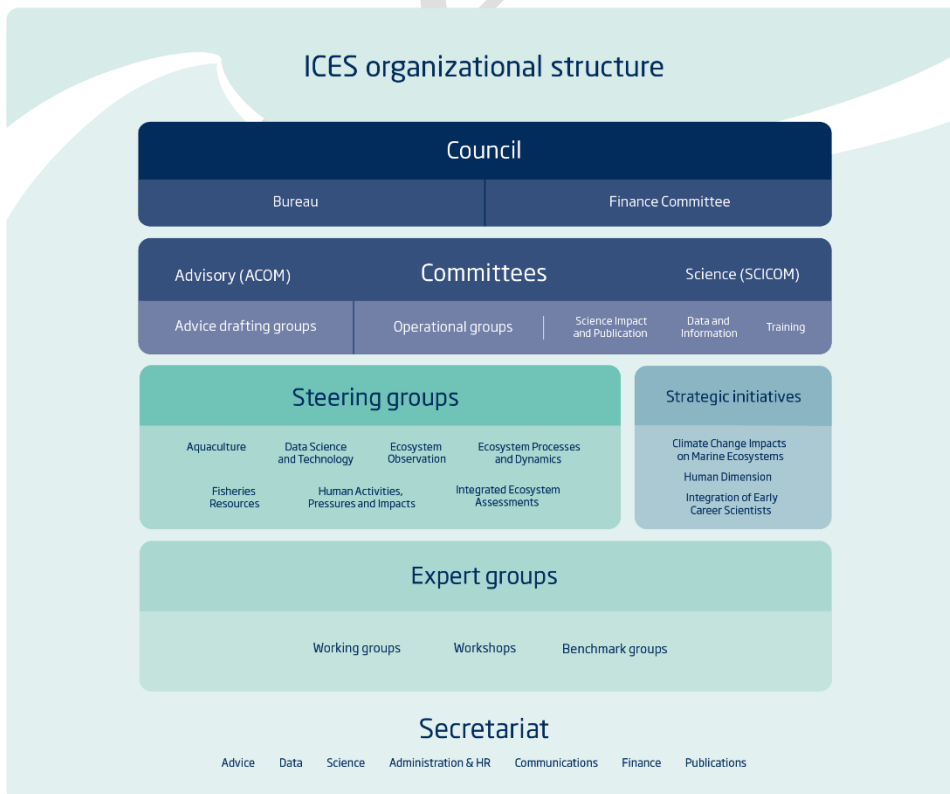 ICES organizational structure
Council
Bureau
Finance Committee
Advisory (ACOM)
Committees
Science (SCICOM)
Advice drafting groups
Operational groups
Science Impact
and Publication
Data and
Information
Training
Steering groups
Aquaculture
Data Science
and Technology
Ecosystem
Observation
Ecosystem Processes
and Dynamics
Fisheries
Resources
Human Activities,
Pressures and Impacts
Integrated Ecosystem
Assessments
Strategic initiatives
Climate Change Impacts
on Marine Ecosystems
Human Dimension
Integration of Early
Career Scientists
Expert groups
Working groups
Workshops
Benchmark groups
Secretariat
Advice
Data
Science
Administration & HR
Communications
Finance
Publications